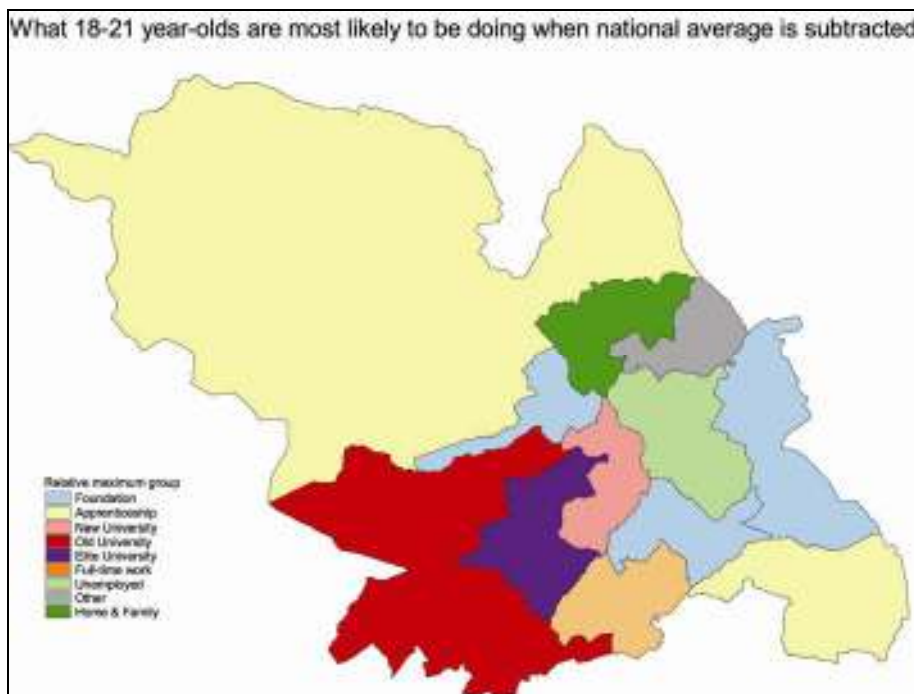 What 18-21 year-olds are most likely to be doing when national average is subtracted
Relative maximum group
Foundation
Apprenticeship
New University
Old University
Elite University
Full-time work
Unemployed
Other
Home & Family